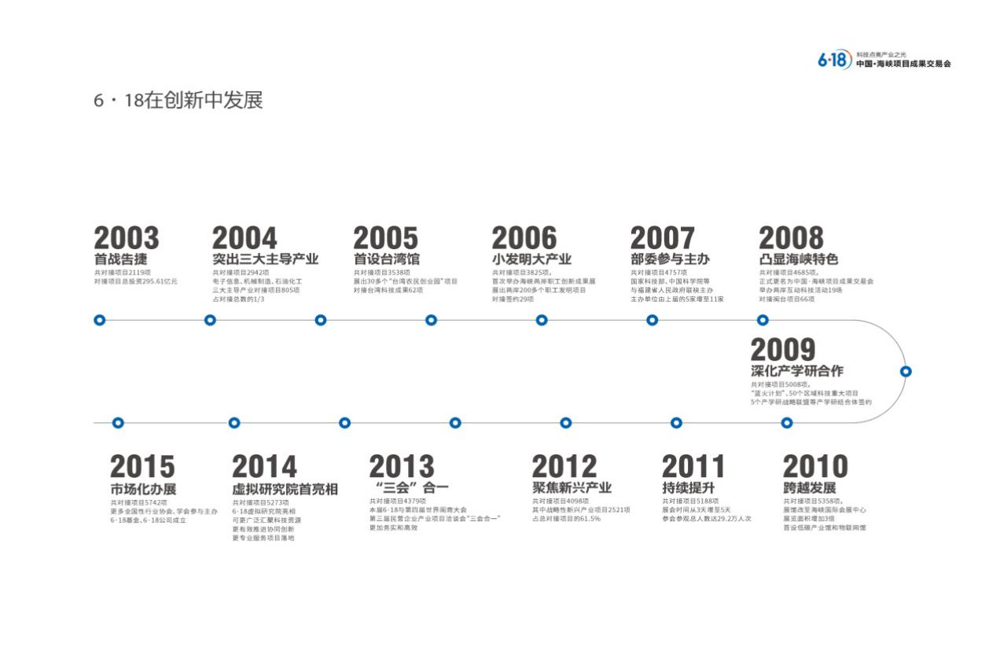 6·18
科技点亮产业之光
中国·海峡项目成果交易会
6·18在创新中发展
2003
首战告捷
共对接项目2119项
对接项目总投资295.61亿元
2004
突出三大主导产业
共对接项目2942项
电子信息、机械制造、石油化工
三大主导产业对接项目805项
占对接总数的1/3
2005
首设台湾馆
共对接项目3538项
展出30多个“台湾农民创业园”项目
对接台湾科技成果62项
2006
小发明大产业
共对接项目3825项,
首次举办海峡两岸职工创新成果展
展出两岸200多个职工发明项目
对接签约29项
2007
部委参与主办
共对接项目4757项
国家科技部、中国科学院等
与福建省人民政府联袂主办
主办单位由上届的5家增至11家
2008
凸显海峡特色
共对接项目4685项,
正式更名为中国·海峡项目成果交易会
举办两岸互动科技活动19场
对接闽台项目66项
2009
深化产学研合作
共对接项目5008项,
“蓝火计划”、50个区域科技重大项目
5个产学研战略联盟等产学研结合体签约
2015
市场化办展
共对接项目5742项
更多全国性行业协会、学会参与主办
6·18基金、6·18公司成立
2014
虚拟研究院首亮相
共对接项目5273项
6·18虚拟研究院亮相
可更广泛汇聚科技资源
更有效推进协同创新
更专业服务项目落地
2013
“三会”合一
共对接项目4379项
本届6·18与第四届世界闽商大会
第三届民营企业产业项目洽谈会“三会合一”
更加务实和高效
2012
聚焦新兴产业
共对接项目4098项
其中战略性新兴产业项目2521项
占总对接项目的61.5%
2011
持续提升
共对接项目5188项
展会时间从3天增至5天
参会参观总人数达29.2万人次
2010
跨越发展
共对接项目5358项,
展馆改至海峡国际会展中心
展览面积增加3倍
首设低碳产业馆和物联网馆